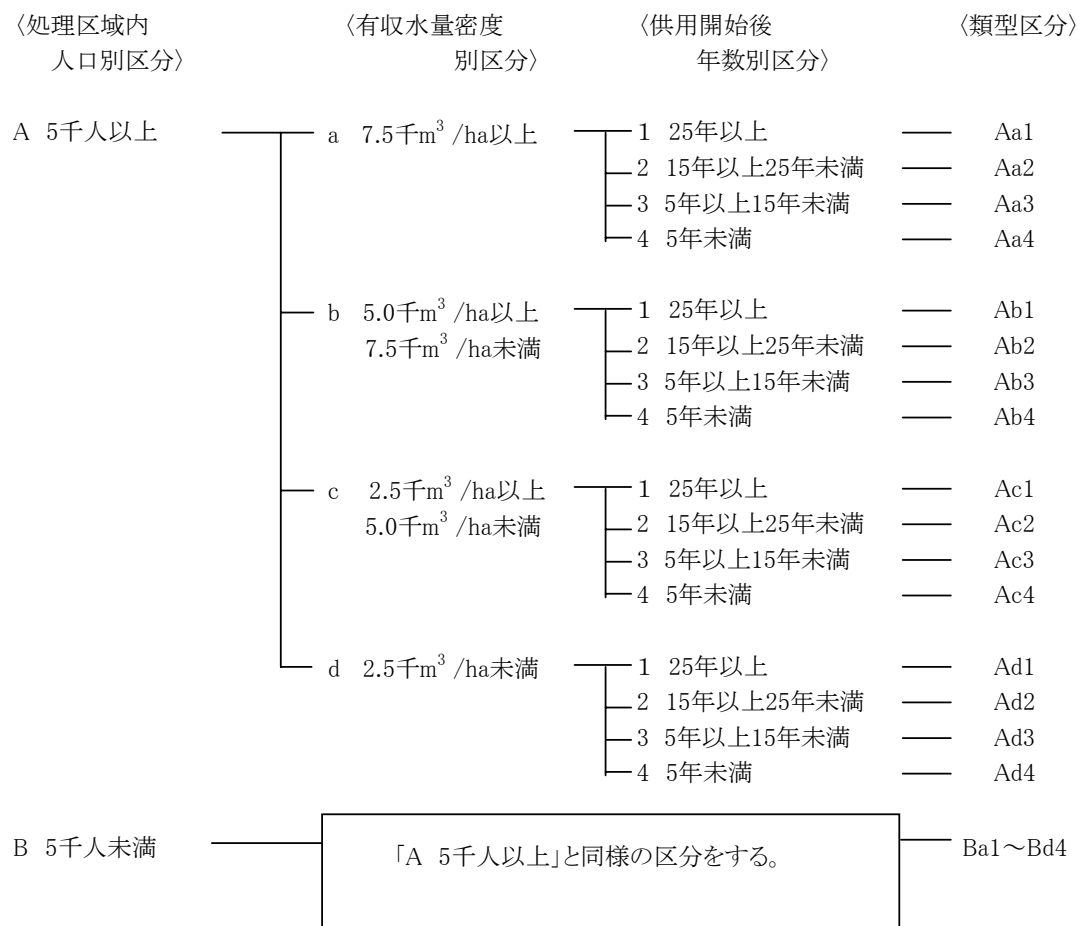 〈処理区域内 〈有収水量密度 〈供用開始後 〈類型区分〉
人口別区分〉 別区分〉 年数別区分〉
A 5千人以上 a 7.5千m³/ha以上 1 25年以上 Aa1
2 15年以上25年未満 Aa2
3 5年以上15年未満 Aa3
4 5年未満 Aa4
b 5.0千m³/ha以上 1 25年以上 Ab1
7.5千m³/ha未満 2 15年以上25年未満 Ab2
3 5年以上15年未満 Ab3
4 5年未満 Ab4
c 2.5千m³/ha以上 1 25年以上 Ac1
5.0千m³/ha未満 2 15年以上25年未満 Ac2
3 5年以上15年未満 Ac3
4 5年未満 Ac4
d 2.5千m³/ha未満 1 25年以上 Ad1
2 15年以上25年未満 Ad2
3 5年以上15年未満 Ad3
4 5年未満 Ad4
B 5千人未満 「A 5千人以上」と同様の区分をする。 Ba1～Bd4